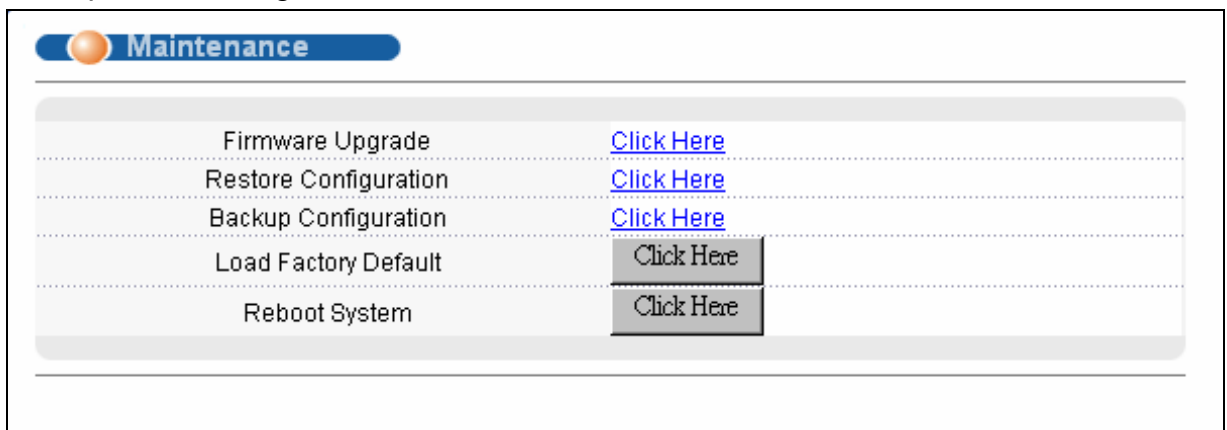 Maintenance
Firmware Upgrade Click Here
Restore Configuration Click Here
Backup Configuration Click Here
Load Factory Default Click Here
Reboot System Click Here